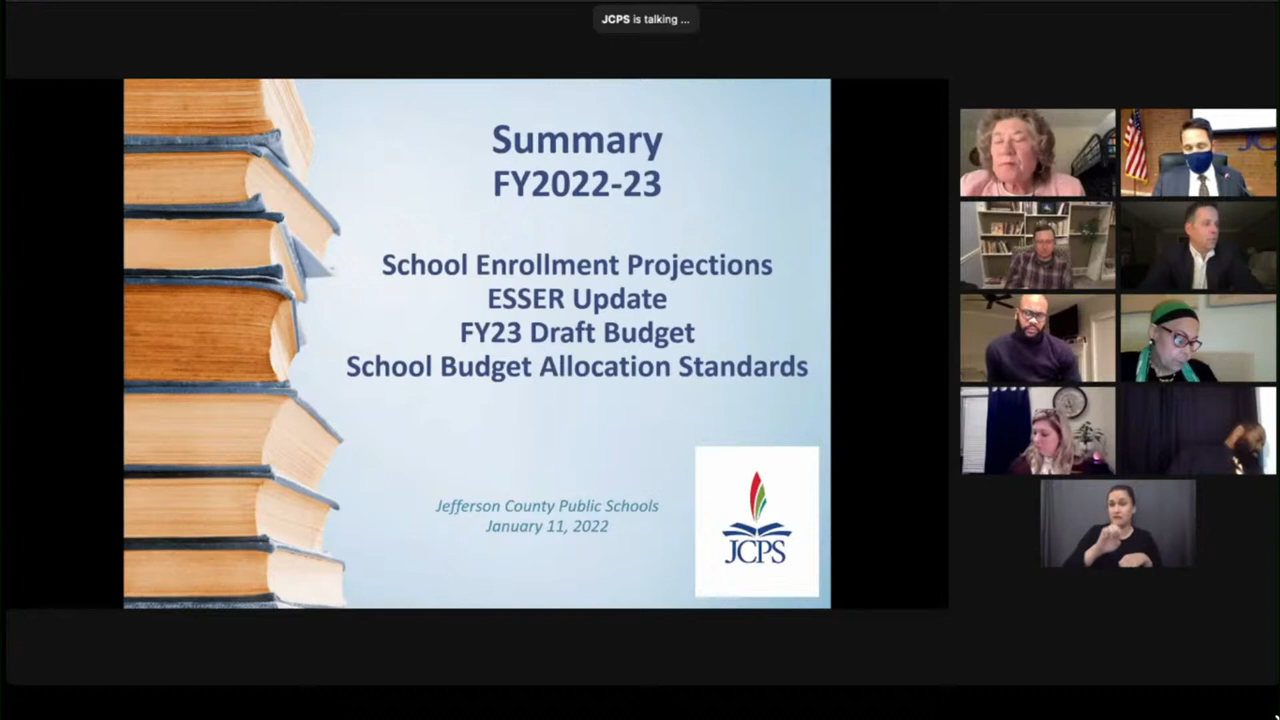 JCPS is talking ...
Summary
FY2022-23
School Enrollment Projections
ESSER Update
FY23 Draft Budget
School Budget Allocation Standards
Jefferson County Public Schools
January 11, 2022
JCPS